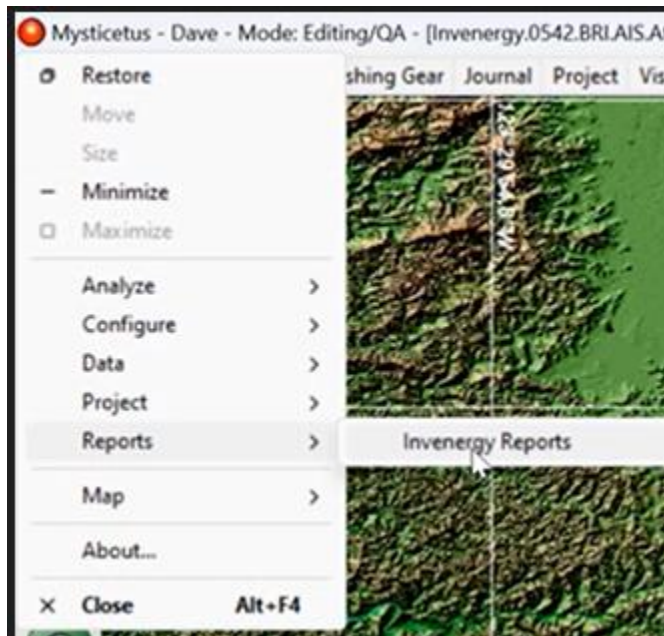 Mysticetus - Dave - Mode: Editing/QA - [Invenergy.0542.BRI.AIS.A
Restore
shing Gear Journal Project Vis
Move
Size
Minimize
Maximize
Analyze
Configure
Data
Project
Reports
Invenergy Reports
Map
About...
Close Alt+F4